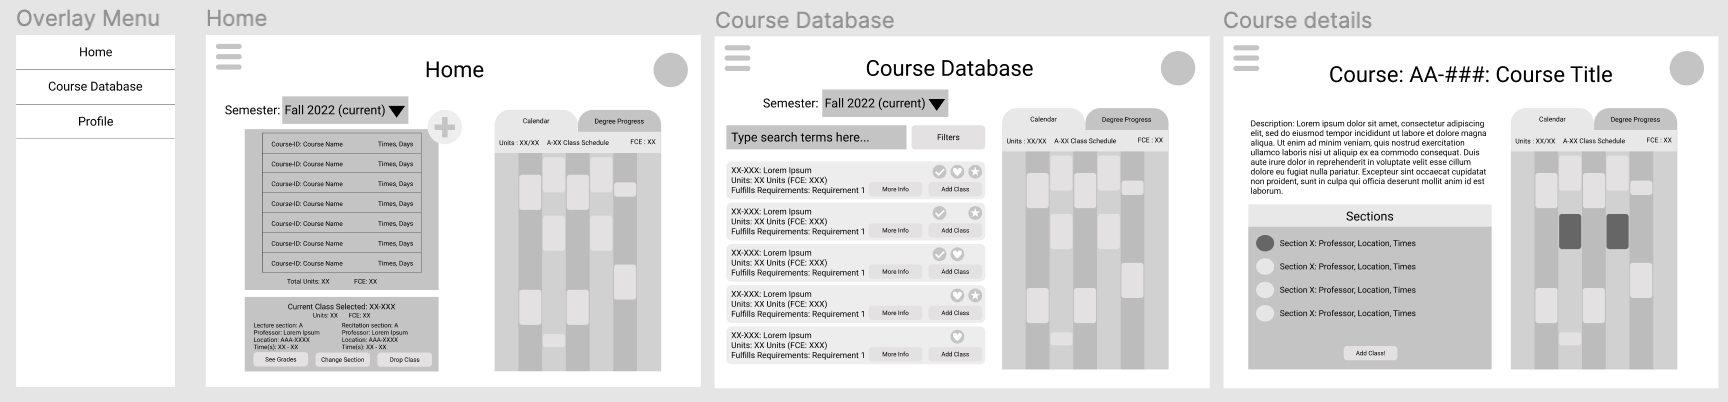 Overlay Menu
Home
Course Database
Profile
Home
Home
Semester: Fall 2022 (current)
Course-ID: Course Name Times, Days
Course-ID: Course Name Times, Days
Course-ID: Course Name Times, Days
Course-ID: Course Name Times, Days
Course-ID: Course Name Times, Days
Course-ID: Course Name Times, Days
Course-ID: Course Name Times, Days
Total Units: XX FCE: XX
Current Class Selected: XX-XXX
Units: XX FCE: XX
Lecture section: A
Professor: Lorem Ipsum
Location: AAA-XXXX
Time(s): XX - XX
Recitation section: A
Professor: Lorem Ipsum
Location: AAA-XXXX
Time(s): XX - XX
See Grades Change Section Drop Class
Calendar Degree Progress
Units : XX/XX A-XX Class Schedule FCE : XX
Course Database
Course Database
Semester: Fall 2022 (current)
Type search terms here... Filters
XX-XXX: Lorem Ipsum
Units: XX Units (FCE: XXX)
Fulfills Requirements: Requirement 1 More Info Add Class
XX-XXX: Lorem Ipsum
Units: XX Units (FCE: XXX)
Fulfills Requirements: Requirement 1 More Info Add Class
XX-XXX: Lorem Ipsum
Units: XX Units (FCE: XXX)
Fulfills Requirements: Requirement 1 More Info Add Class
XX-XXX: Lorem Ipsum
Units: XX Units (FCE: XXX)
Fulfills Requirements: Requirement 1 More Info Add Class
XX-XXX: Lorem Ipsum
Units: XX Units (FCE: XXX)
Fulfills Requirements: Requirement 1 More Info Add Class
Calendar Degree Progress
Units : XX/XX A-XX Class Schedule FCE : XX
Course details
Course: AA-###: Course Title
Description: Lorem ipsum dolor sit amet, consectetur adipiscing
elit, sed do eiusmod tempor incididunt ut labore et dolore magna
aliqua. Ut enim ad minim veniam, quis nostrud exercitation
ullamco laboris nisi ut aliquip ex ea commodo consequat. Duis
aute irure dolor in reprehenderit in voluptate velit esse cillum
dolore eu fugiat nulla pariatur. Excepteur sint occaecat cupidatat
non proident, sunt in culpa qui officia deserunt mollit anim id est
laborum.
Sections
Section X: Professor, Location, Times
Section X: Professor, Location, Times
Section X: Professor, Location, Times
Section X: Professor, Location, Times
Add Class!
Calendar Degree Progress
Units : XX/XX A-XX Class Schedule FCE : XX